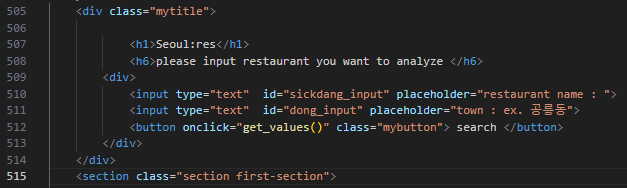 505 <div class="mytitle">
506
507 <h1>Seoul:res</h1>
508 <h6>please input restaurant you want to analyze </h6>
509 <div>
510 <input type="text"  id="sickdang_input" placeholder="restaurant name : ">
511 <input type="text"  id="dong_input" placeholder="town : ex. 공릉동">
512 <button onclick="get_values()" class="mybutton"> search </button>
513 </div>
514 </div>
515 <section class="section first-section">